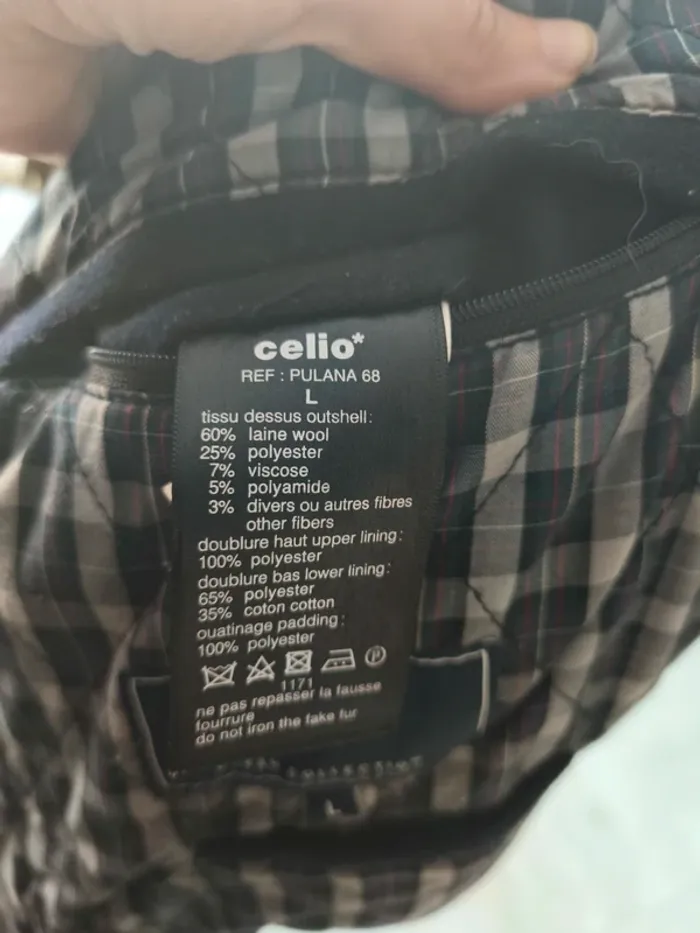 celio*
REF : PULANA 68
L
tissu dessus outshell:
60% laine wool
25% polyester
7% viscose
5% polyamide
3% divers ou autres fibres
other fibers
doublure haut upper lining:
100% polyester
doublure bas lower lining:
65% polyester
35% coton cotton
ouatinage padding:
100% polyester
P
1171
ne pas repasser la fausse
fourrure
do not iron the fake fur
COLLECTIVE
L